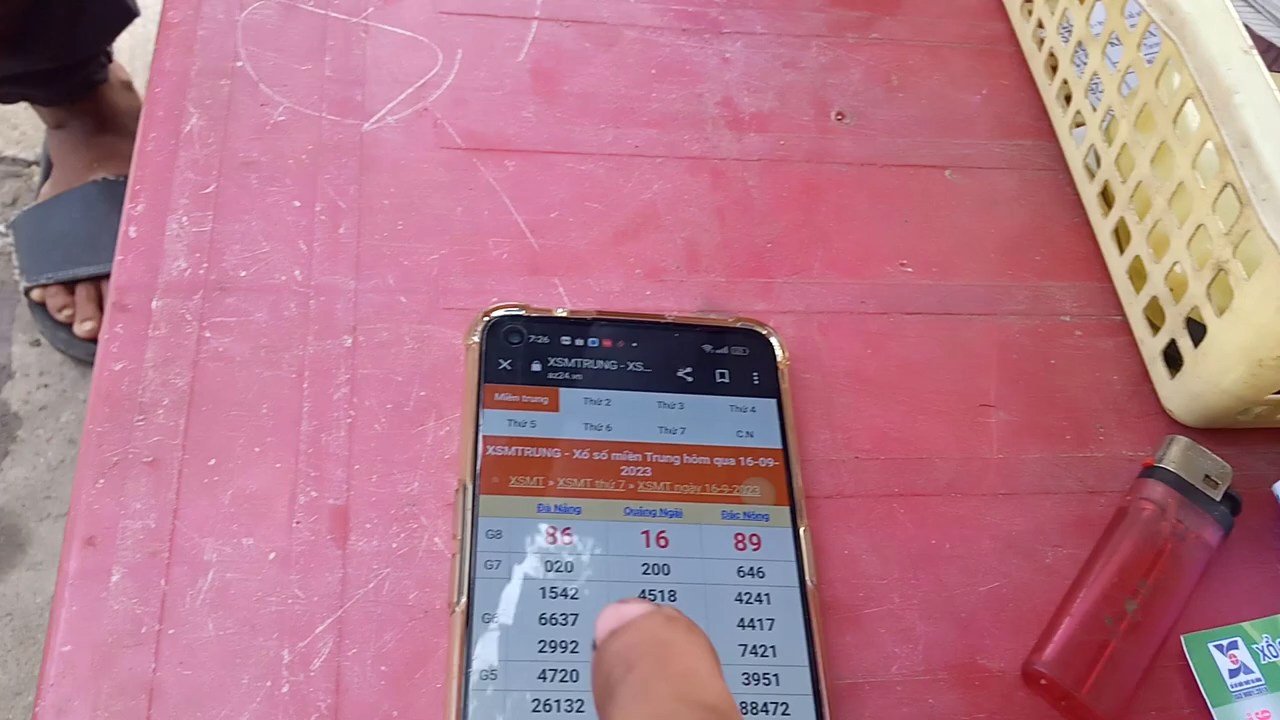 7:26
XSMTRUNG - XS...
az24.vn
Miền trung Thứ 2 Thứ 3 Thứ 4
Thứ 5 Thứ 6 Thứ 7 C.N
XSMTRUNG - Xổ số miền Trung hôm qua 16-09-
2023
XSMT » XSMT thứ 7 » XSMT ngày 16-9-2023
Đà Nẵng Quảng Ngãi Đắc Nông
G8 86 16 89
G7 020 200 646
1542 4518 4241
G6 6637 4417
2992 7421
G5 4720 3951
26132 88472
XỔ